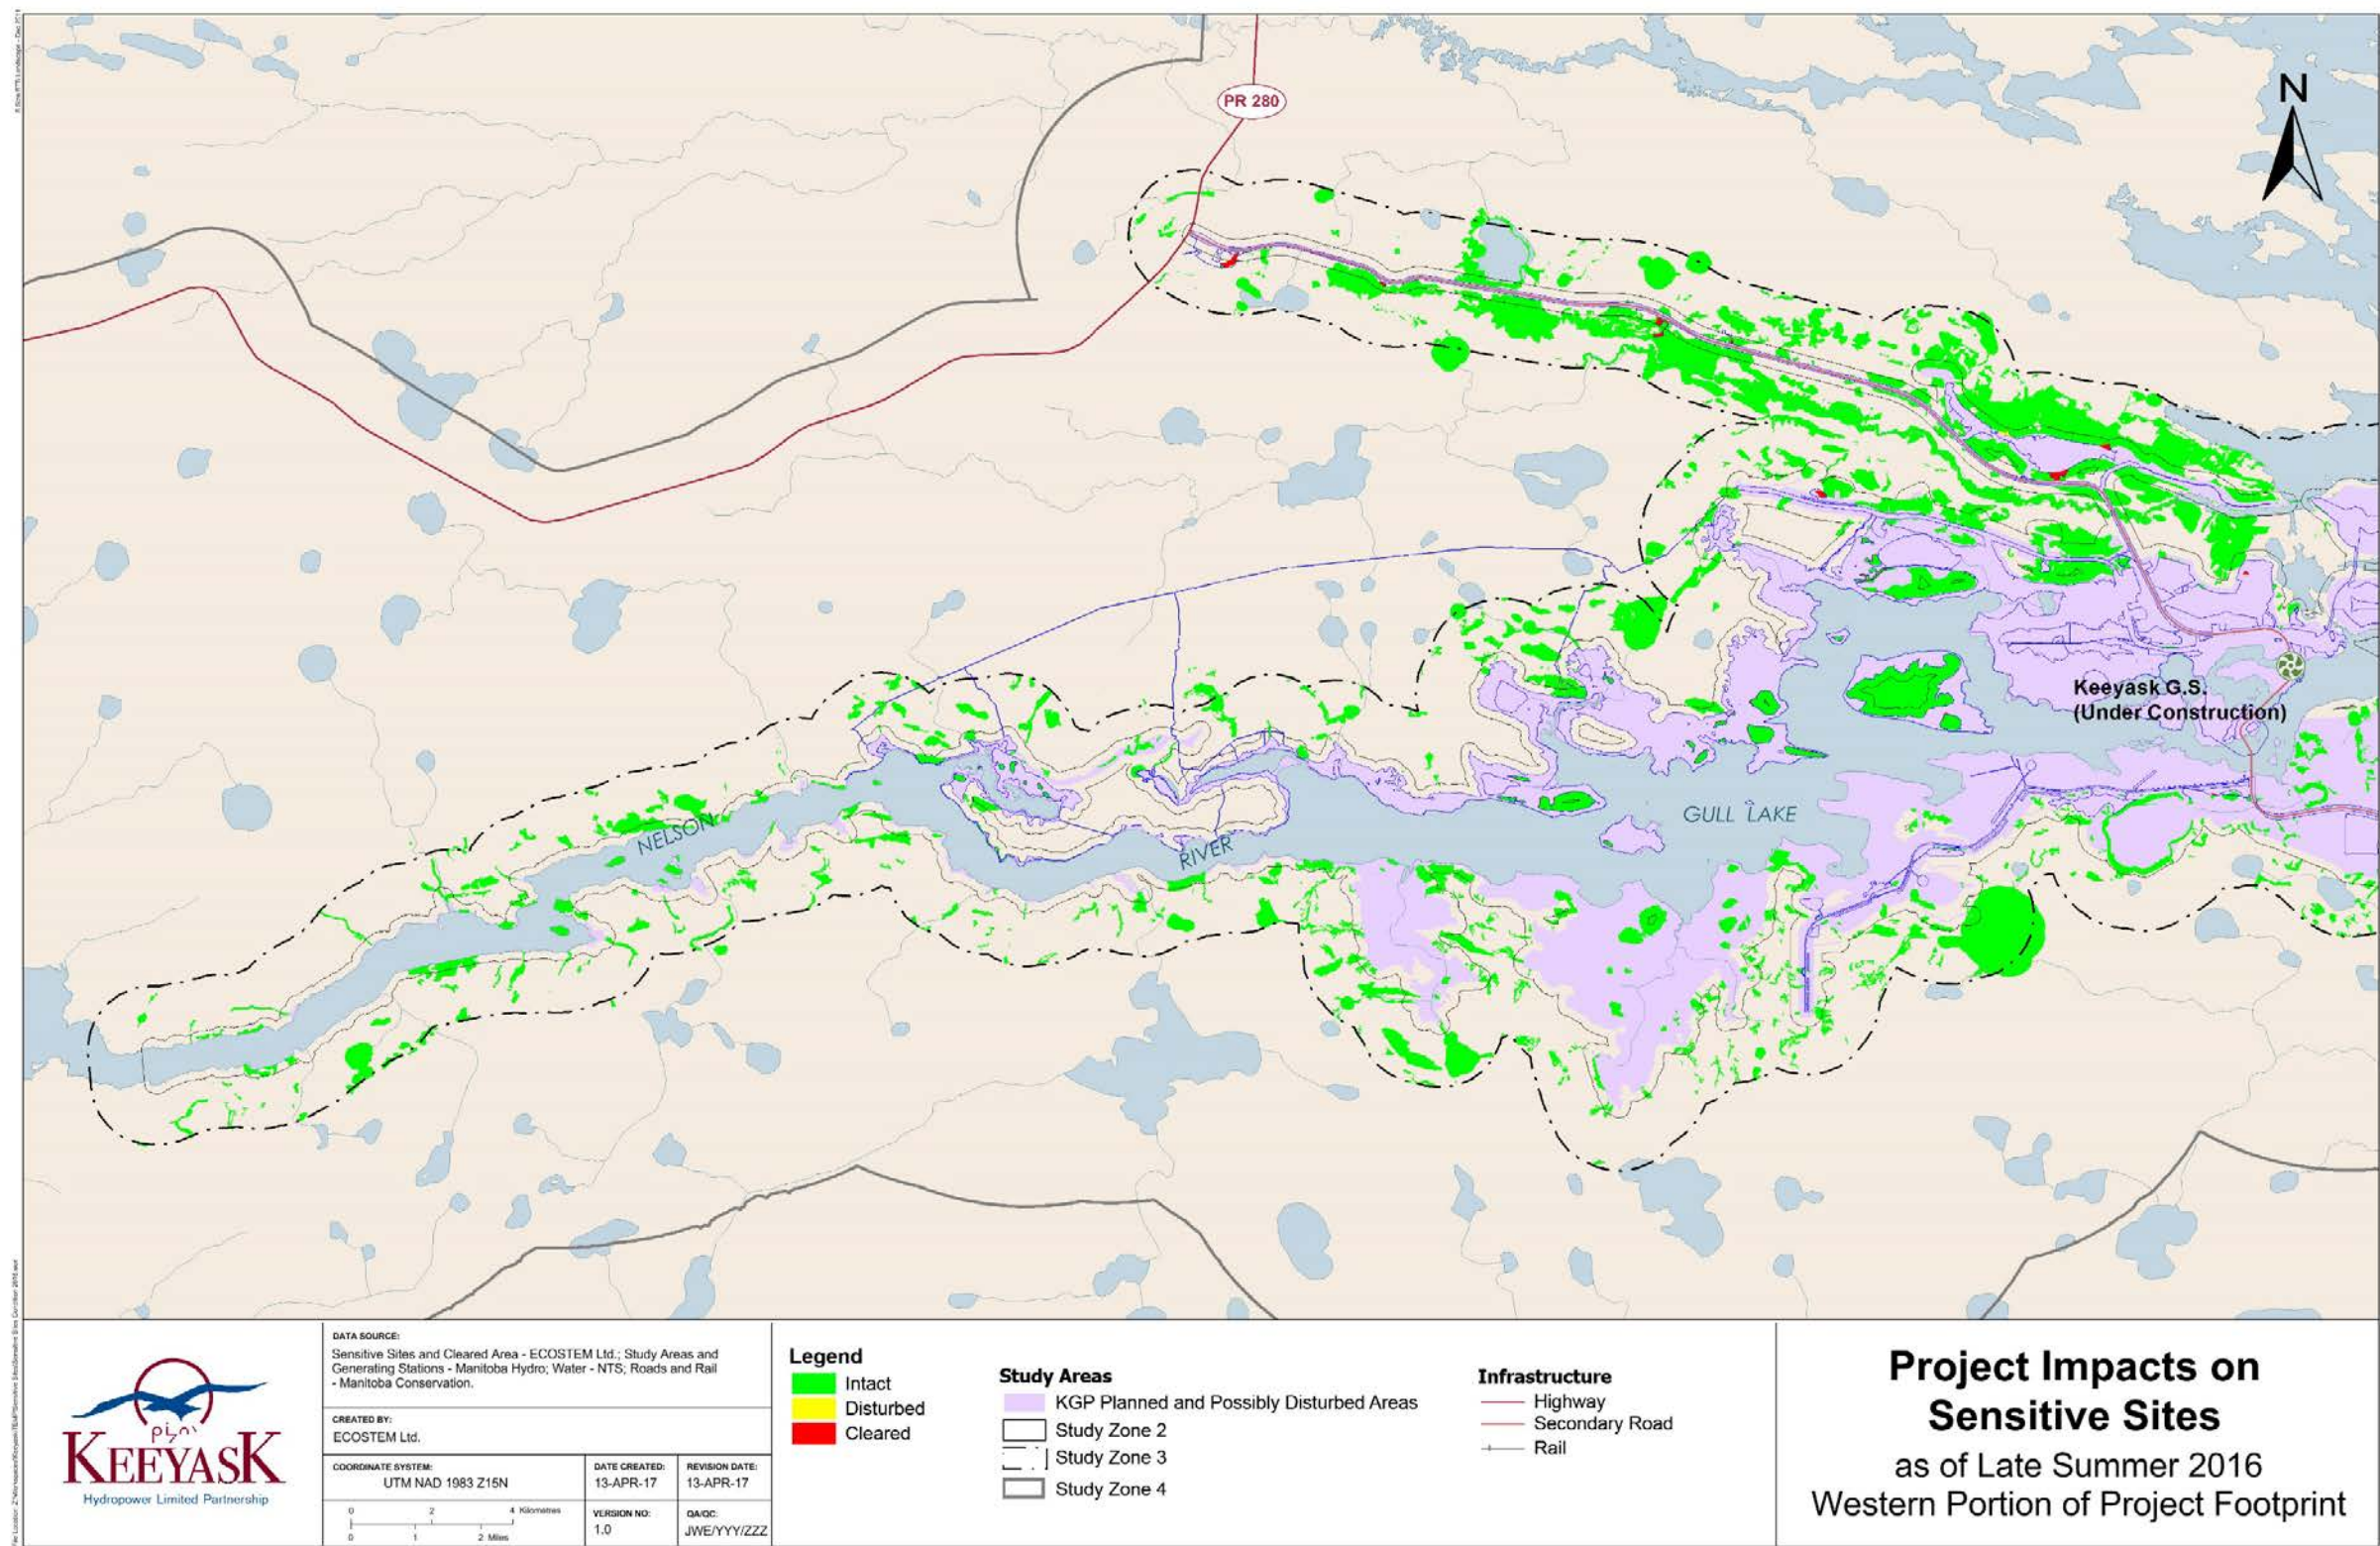 PR 280
N
Keeyask G.S.
(Under Construction)
GULL LAKE
NELSON
RIVER
ᑭᔭᐢᐠ
KEEYASK
Hydropower Limited Partnership
DATA SOURCE:
Sensitive Sites and Cleared Area - ECOSTEM Ltd.; Study Areas and
Generating Stations - Manitoba Hydro; Water - NTS; Roads and Rail
- Manitoba Conservation.
CREATED BY:
ECOSTEM Ltd.
COORDINATE SYSTEM:
UTM NAD 1983 Z15N
DATE CREATED:
13-APR-17
REVISION DATE:
13-APR-17
0 2 4 Kilometres
0 1 2 Miles
VERSION NO:
1.0
QA/QC:
JWE/YYY/ZZZ
Legend
Intact
Disturbed
Cleared
Study Areas
KGP Planned and Possibly Disturbed Areas
Study Zone 2
Study Zone 3
Study Zone 4
Infrastructure
Highway
Secondary Road
Rail
Project Impacts on
Sensitive Sites
as of Late Summer 2016
Western Portion of Project Footprint